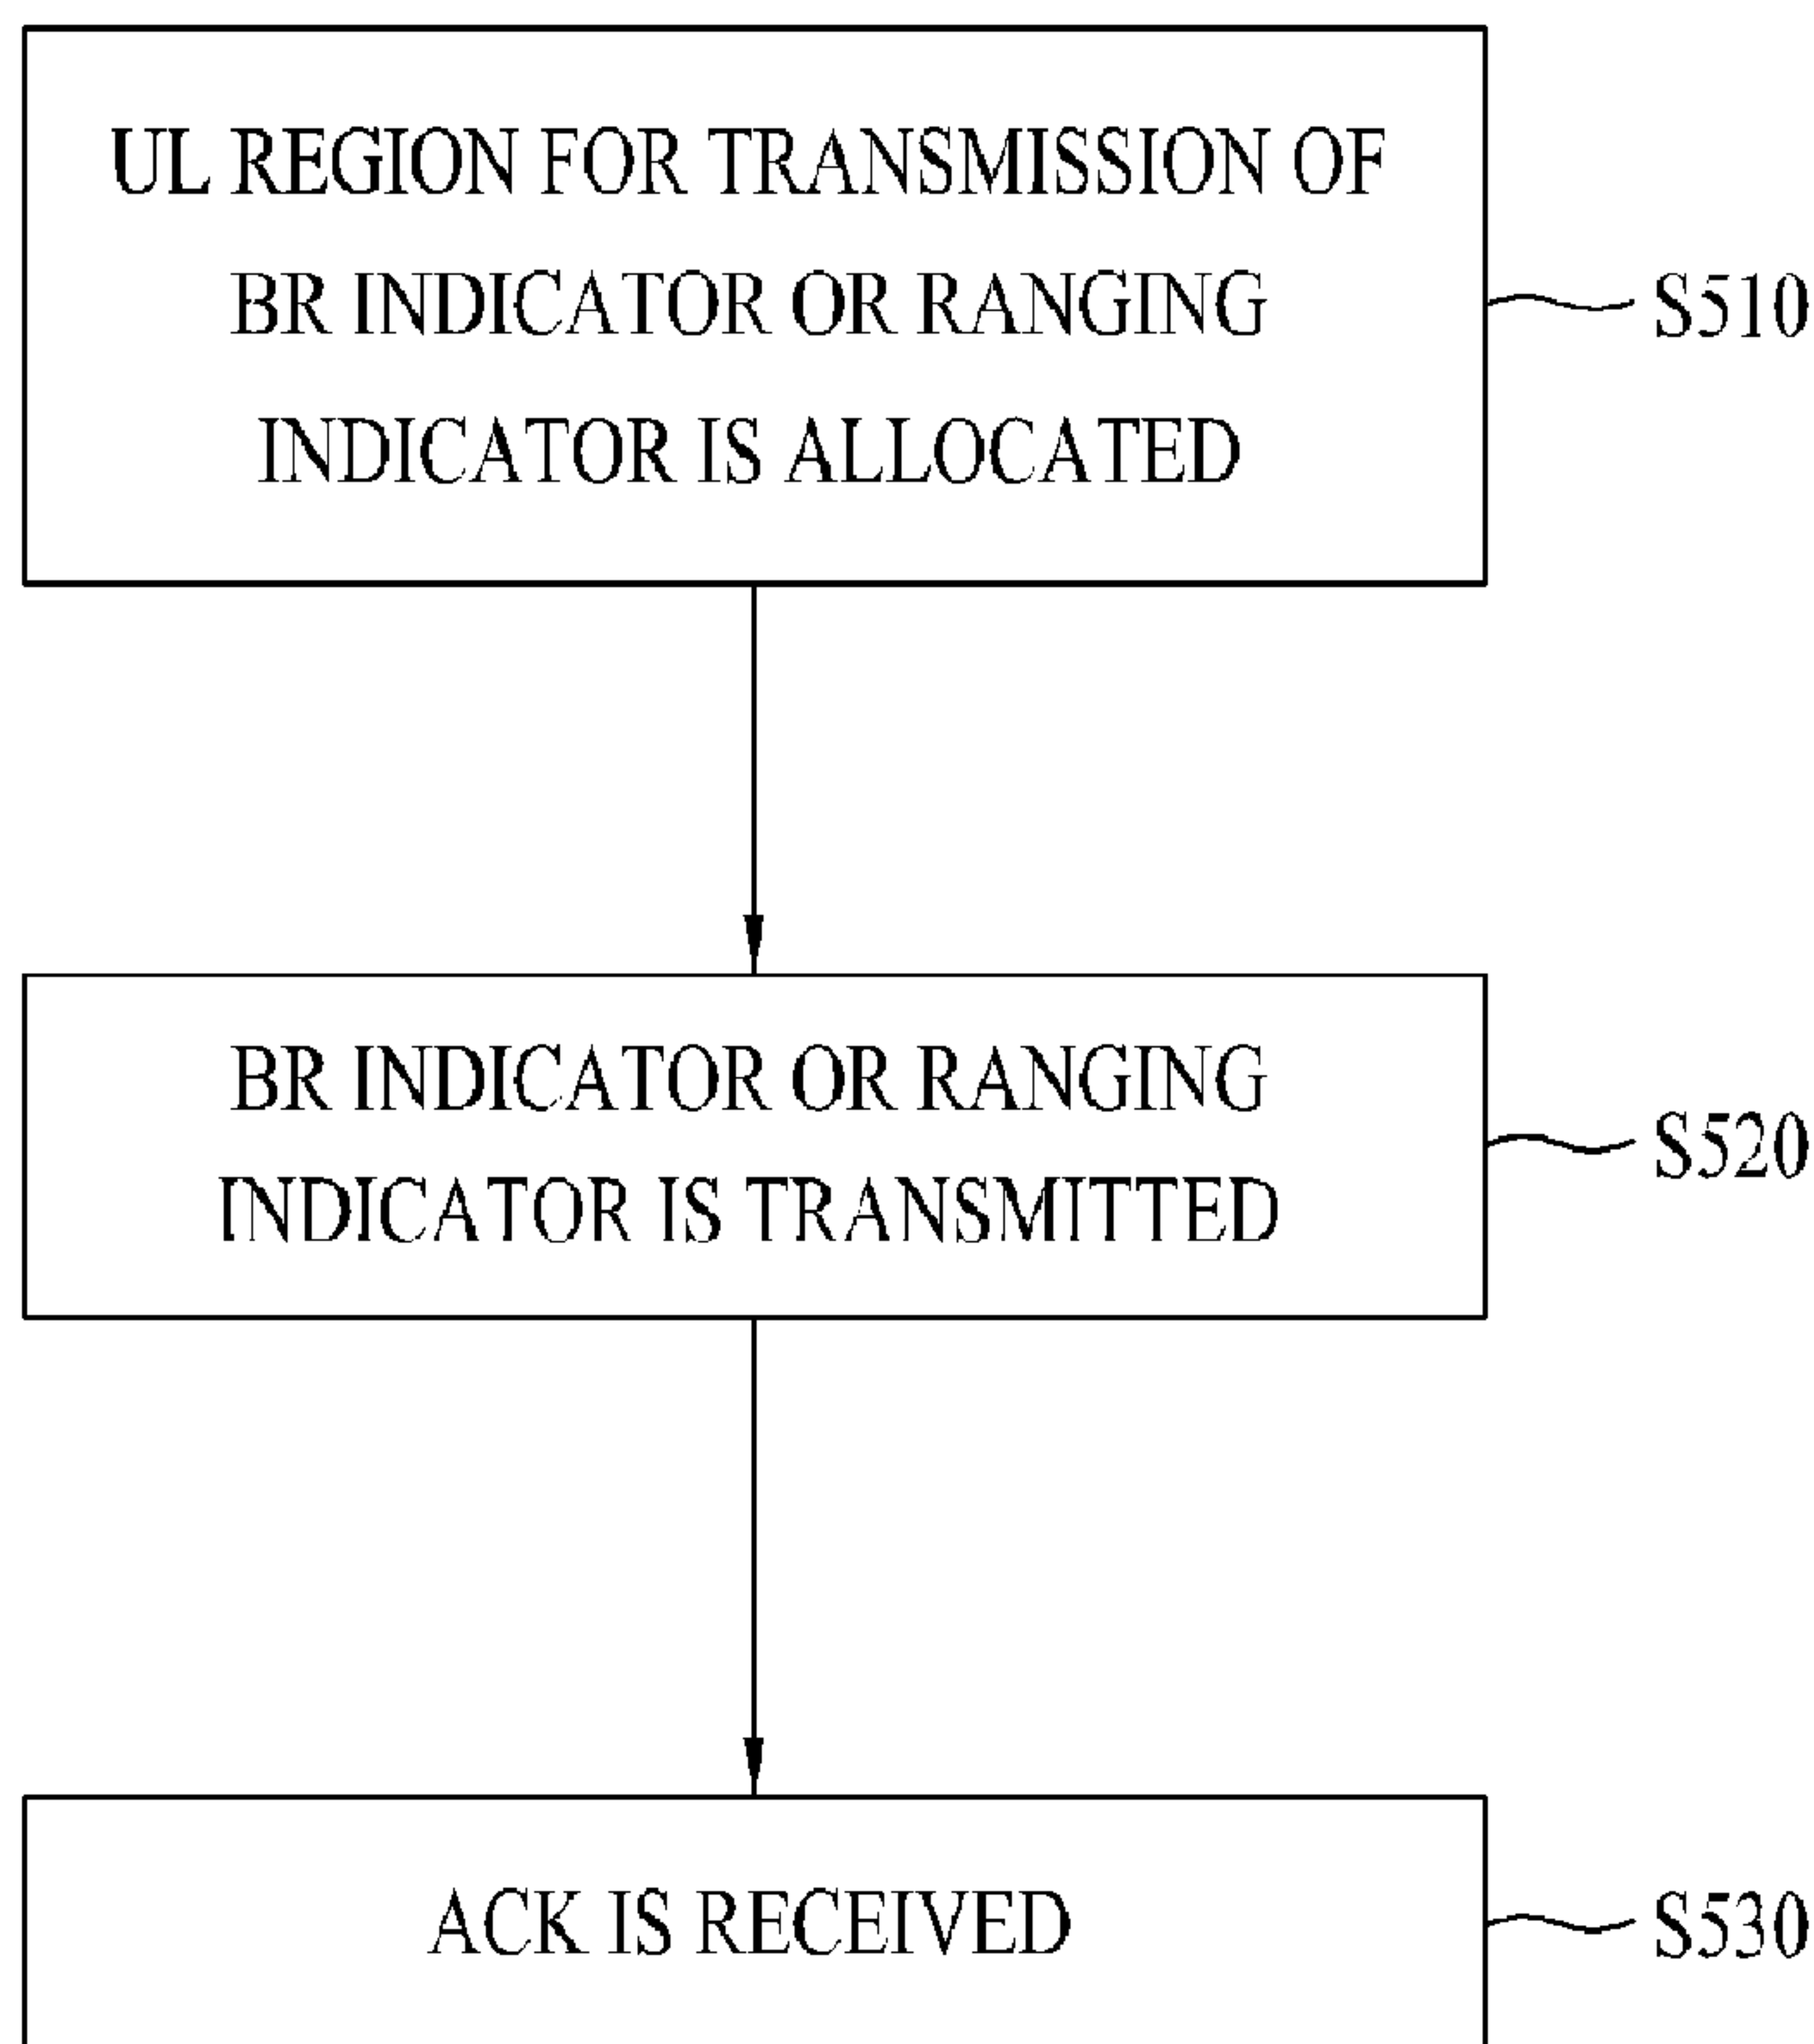 UL REGION FOR TRANSMISSION OF
BR INDICATOR OR RANGING
INDICATOR IS ALLOCATED
S510
BR INDICATOR OR RANGING
INDICATOR IS TRANSMITTED
S520
ACK IS RECEIVED
S530